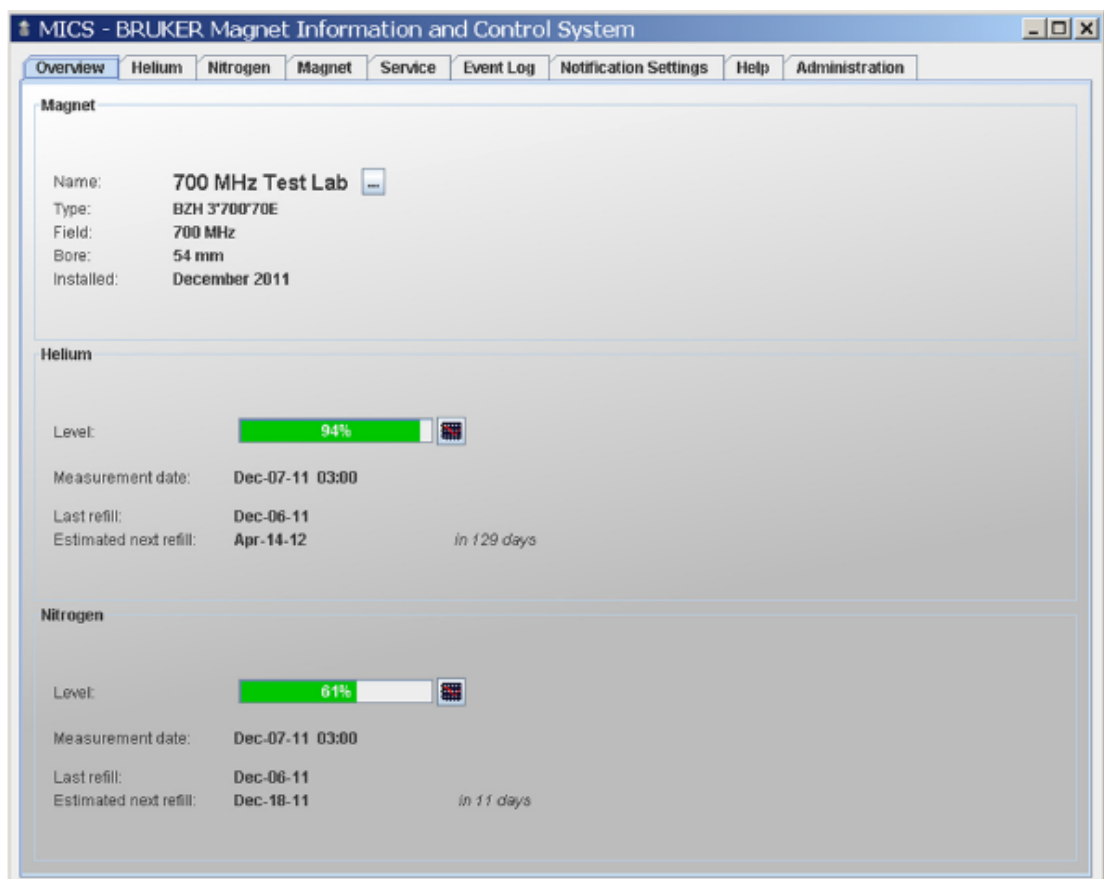 MICS - BRUKER Magnet Information and Control System
Overview Helium Nitrogen Magnet Service Event Log Notification Settings Help Administration
Magnet
Name: 700 MHz Test Lab ...
Type: BZH 3'700'70E
Field: 700 MHz
Bore: 54 mm
Installed: December 2011
Helium
Level: 94%
Measurement date: Dec-07-11 03:00
Last refill: Dec-06-11
Estimated next refill: Apr-14-12 in 129 days
Nitrogen
Level: 61%
Measurement date: Dec-07-11 03:00
Last refill: Dec-06-11
Estimated next refill: Dec-18-11 in 11 days